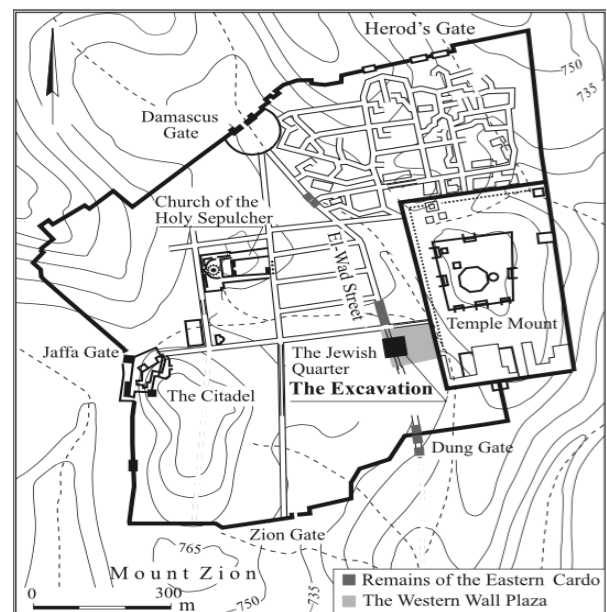 Herod's Gate
750
735
Damascus
Gate
Church of the
Holy Sepulcher
El-Wad Street
Temple Mount
Jaffa Gate
The Jewish
Quarter
The Excavation
The Citadel
Dung Gate
Zion Gate
765
Mount Zion
750
735
0 300
m
Remains of the Eastern Cardo
The Western Wall Plaza